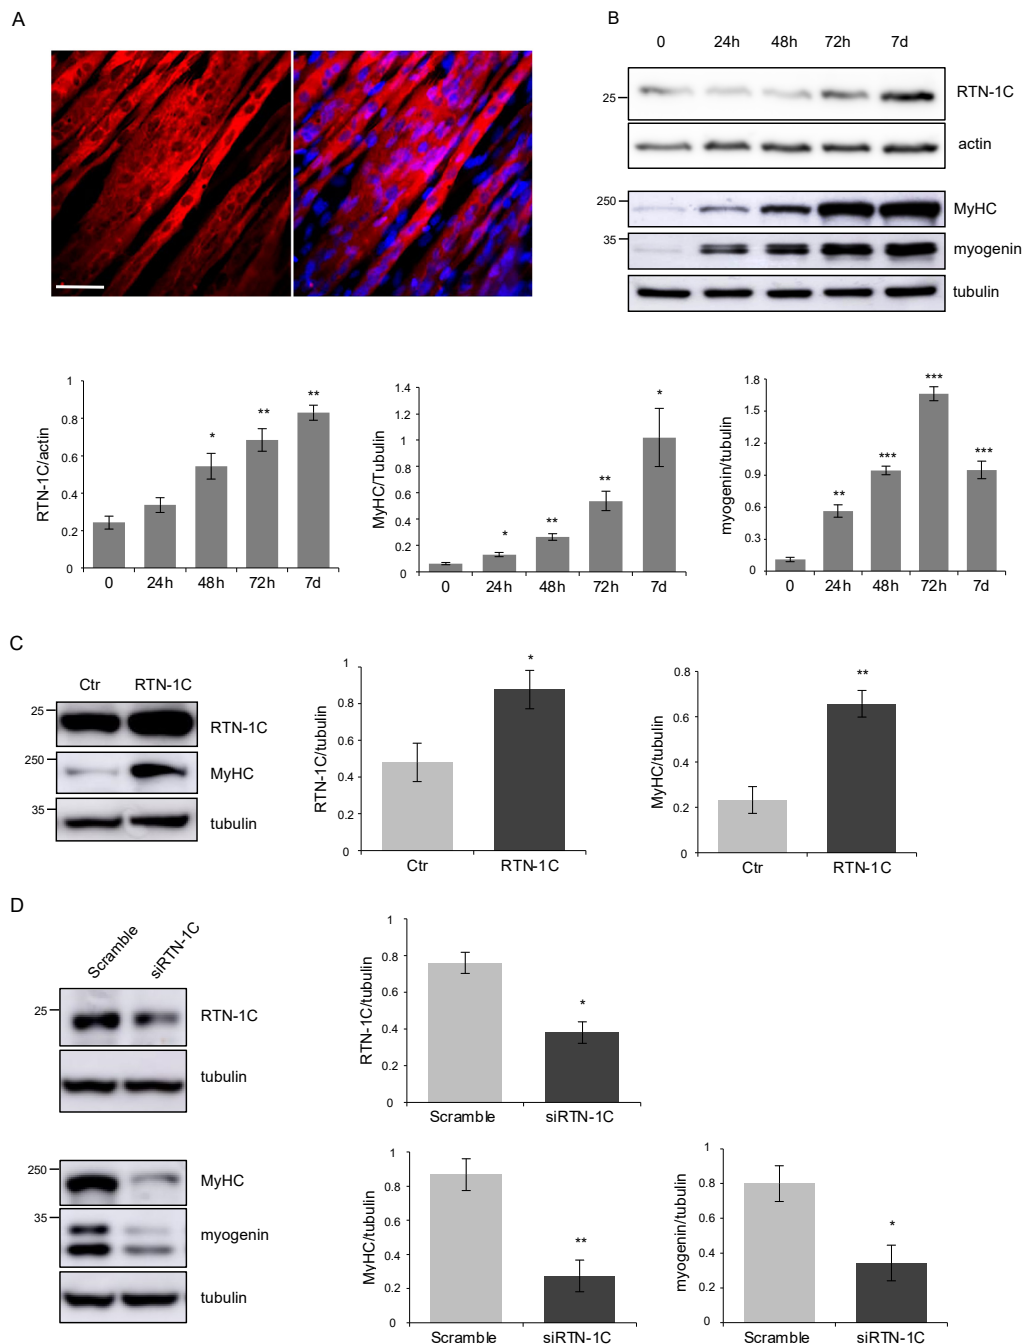 A
B
0 24h 48h 72h 7d
25 RTN-1C
actin
250 MyHC
35 myogenin
tubulin
RTN-1C/actin
1
0.8
0.6
0.4
0.2
0
* ** **
0 24h 48h 72h 7d
MyHC/Tubulin
1.4
1.2
1
0.8
0.6
0.4
0.2
0
* ** ** *
0 24h 48h 72h 7d
myogenin/tubulin
1.8
1.5
1.2
0.9
0.6
0.3
0
** *** *** ***
0 24h 48h 72h 7d
C
Ctr RTN-1C
25 RTN-1C
250 MyHC
35 tubulin
RTN-1C/tubulin
1
0.8
0.6
0.4
0.2
0
*
Ctr RTN-1C
MyHC/tubulin
0.8
0.6
0.4
0.2
0
**
Ctr RTN-1C
D
Scramble siRTN-1C
25 RTN-1C
tubulin
RTN-1C/tubulin
1
0.8
0.6
0.4
0.2
0
*
Scramble siRTN-1C
250 MyHC
35 myogenin
tubulin
MyHC/tubulin
1
0.8
0.6
0.4
0.2
0
**
Scramble siRTN-1C
myogenin/tubulin
1
0.8
0.6
0.4
0.2
0
*
Scramble siRTN-1C